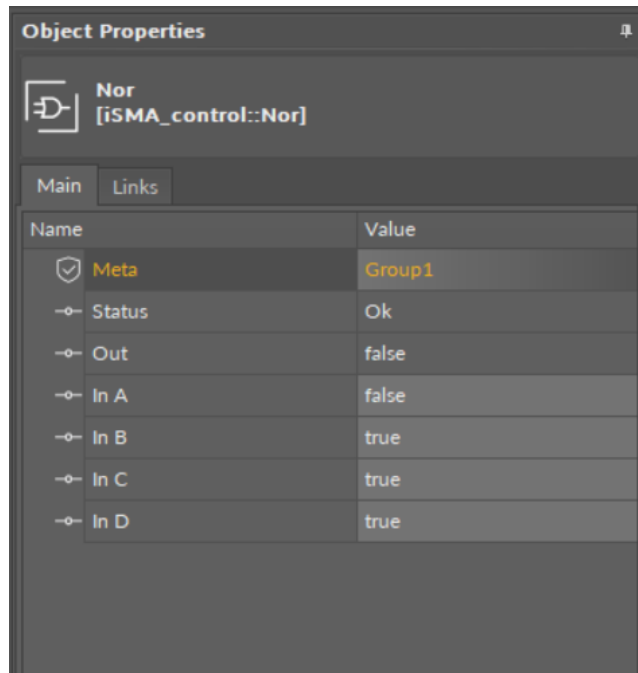 Object Properties
Nor
[iSMA_control::Nor]
Main Links
Name Value
Meta Group1
Status Ok
Out false
In A false
In B true
In C true
In D true